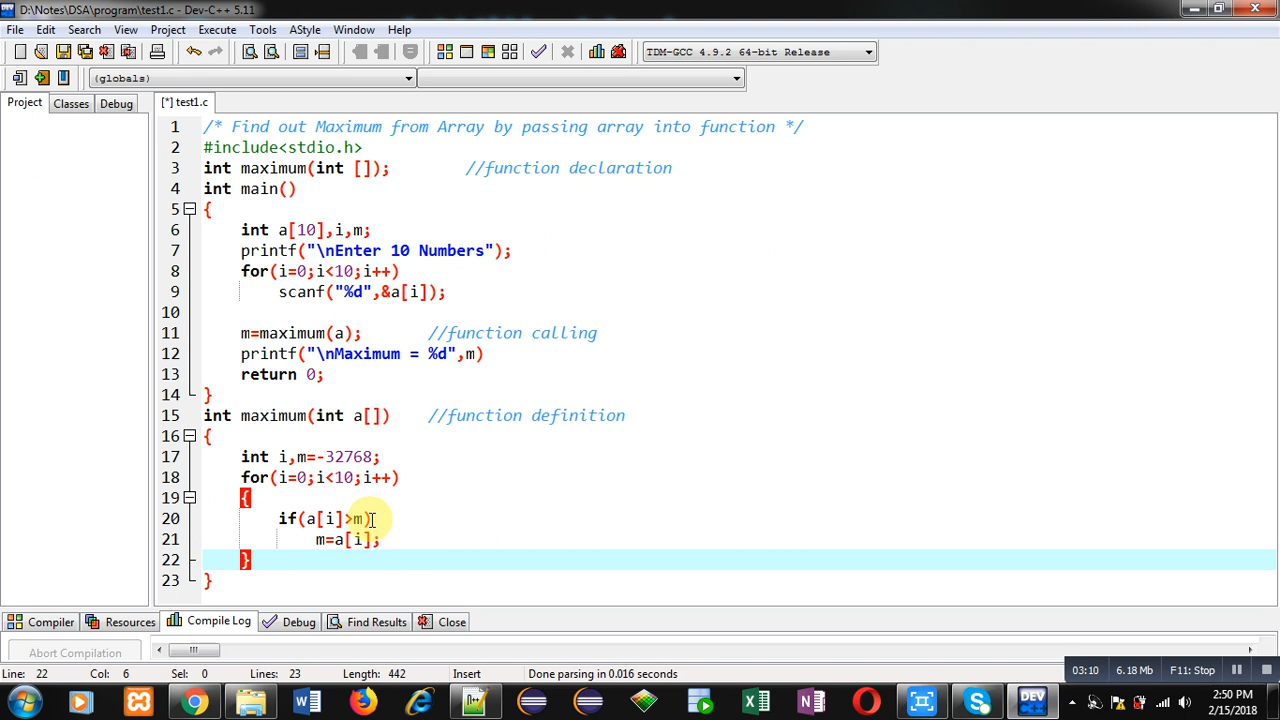 D:\Notes\DSA\program\test1.c - Dev-C++ 5.11
File Edit Search View Project Execute Tools AStyle Window Help
TDM-GCC 4.9.2 64-bit Release
(globals)
Project Classes Debug [*] test1.c
1 /* Find out Maximum from Array by passing array into function */
2 #include<stdio.h>
3 int maximum(int []); //function declaration
4 int main()
5 {
6 int a[10],i,m;
7 printf("\nEnter 10 Numbers");
8 for(i=0;i<10;i++)
9 scanf("%d",&a[i]);
10
11 m=maximum(a); //function calling
12 printf("\nMaximum = %d",m)
13 return 0;
14 }
15 int maximum(int a[]) //function definition
16 {
17 int i,m=-32768;
18 for(i=0;i<10;i++)
19 {
20 if(a[i]>m)
21 m=a[i];
22 }
23 }
Compiler Resources Compile Log Debug Find Results Close
Abort Compilation
Line: 22 Col: 6 Sel: 0 Lines: 23 Length: 442 Insert Done parsing in 0.016 seconds
03:10 6.18 Mb F11: Stop
DEV
2:50 PM
2/15/2018